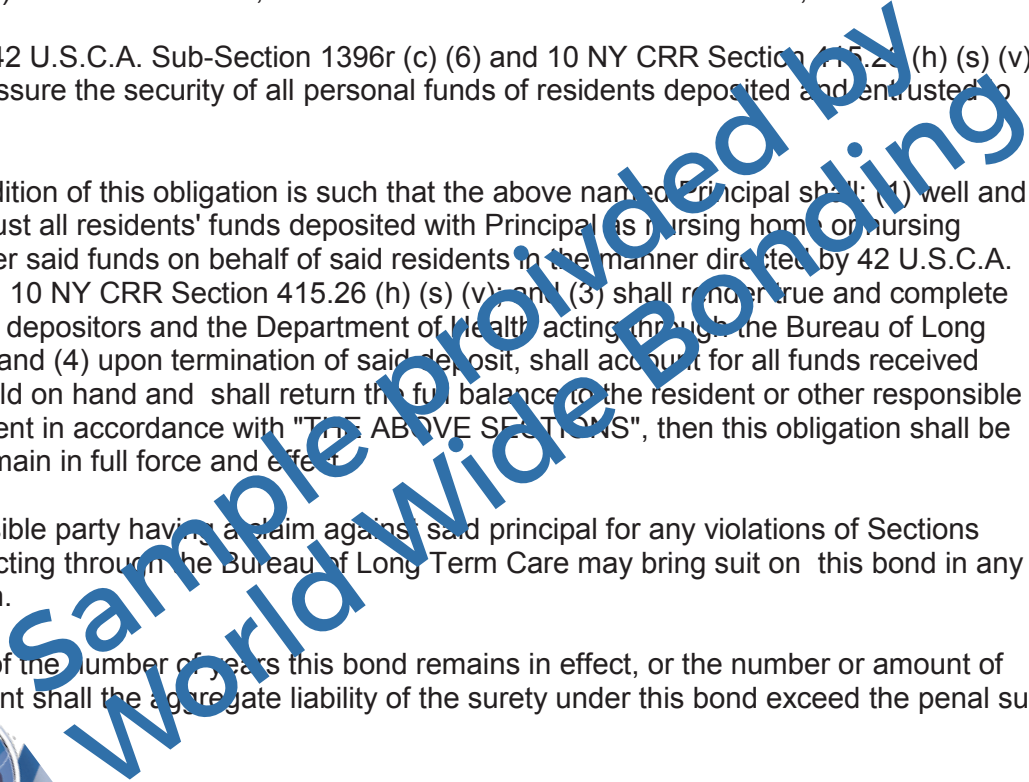 42 U.S.C.A. Sub-Section 1396r (c) (6) and 10 NY CRR Section 415.26 (h) (s) (v)
ssure the security of all personal funds of residents deposited and entrusted to
dition of this obligation is such that the above named Principal shall: (1) well and
ust all residents' funds deposited with Principal as nursing home or nursing
er said funds on behalf of said residents in the manner directed by 42 U.S.C.A.
10 NY CRR Section 415.26 (h) (s) (v); and (3) shall render true and complete
depositors and the Department of Health acting through the Bureau of Long
and (4) upon termination of said deposit, shall account for all funds received
ld on hand and shall return the full balance to the resident or other responsible
ent in accordance with "THE ABOVE SECTIONS", then this obligation shall be
main in full force and effect
sible party having a claim against said principal for any violations of Sections
cting through the Bureau of Long Term Care may bring suit on this bond in any
n.
of the number of years this bond remains in effect, or the number or amount of
nt shall the aggregate liability of the surety under this bond exceed the penal su
Sample proivded by
World Wide Bonding